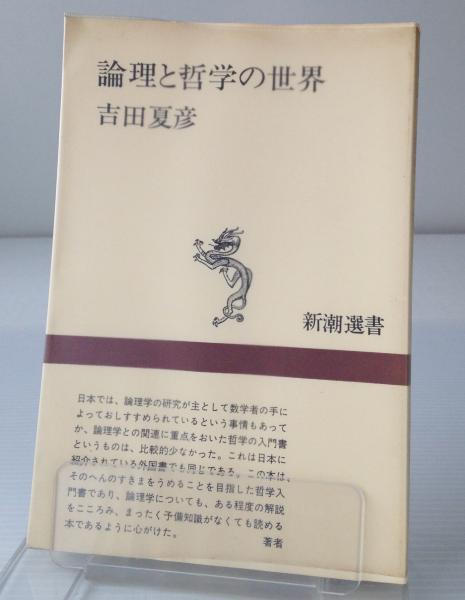 論理と哲学の世界
吉田夏彦
新潮選書
日本では、論理学の研究が主として数学者の手に
よっておしすすめられているという事情もあって
か、論理学との関連に重点をおいた哲学の入門書
というものは、比較的少なかった。これは日本に
紹介されている外国書でも同じである。この本は、
そのへんのすきまをうめることを目指した哲学入
門書であり、論理学についても、ある程度の解説
をこころみ、まったく予備知識がなくても読める
本であるように心がけた。
著者